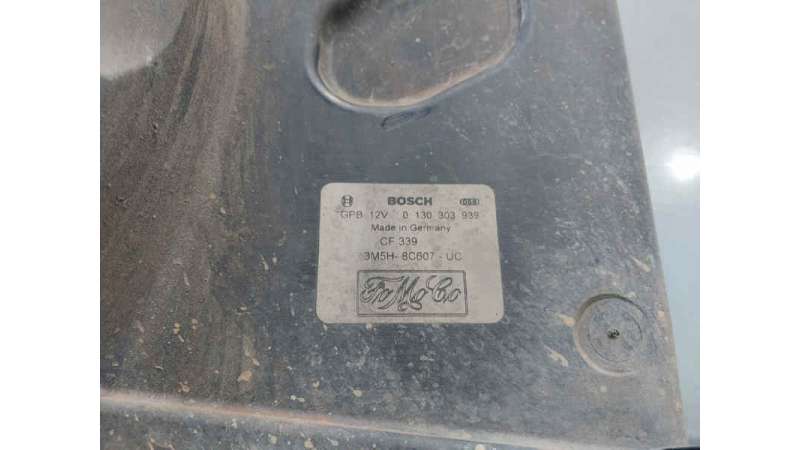 BOSCH
GPB 12V 0 130 303 939
Made in Germany
CF 339
3M5H-8C607-UC
FoMoCo